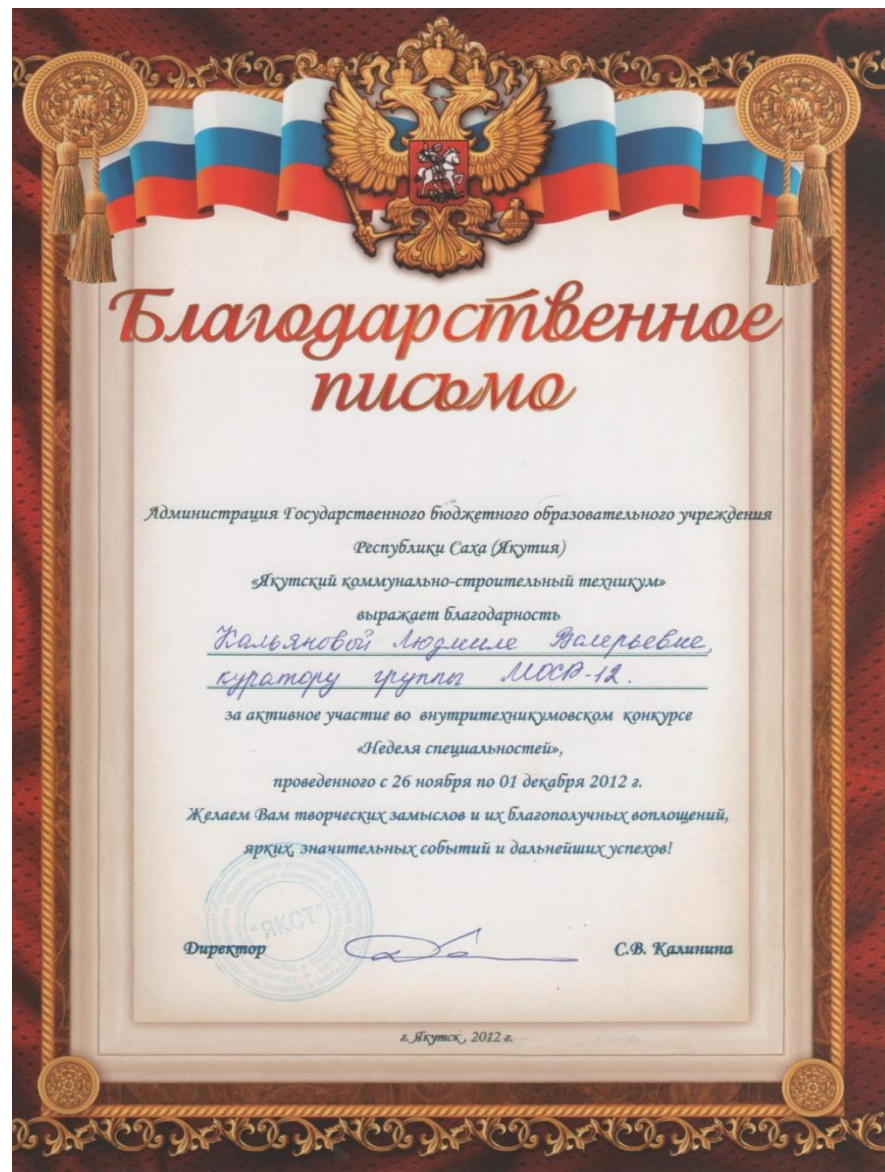 Благодарственное
письмо
Администрация Государственного бюджетного образовательного учреждения
Республики Саха (Якутия)
«Якутский коммунально-строительный техникум»
выражает благодарность
Кальяновой Людмиле Валерьевне,
куратору группы МОСВ-12.
за активное участие во внутритехникумовском конкурсе
«Неделя специальностей»,
проведенного с 26 ноября по 01 декабря 2012 г.
Желаем Вам творческих замыслов и их благополучных воплощений,
ярких, значительных событий и дальнейших успехов!
"ЯКСТ"
Директор С.В. Калинина
г. Якутск, 2012 г.